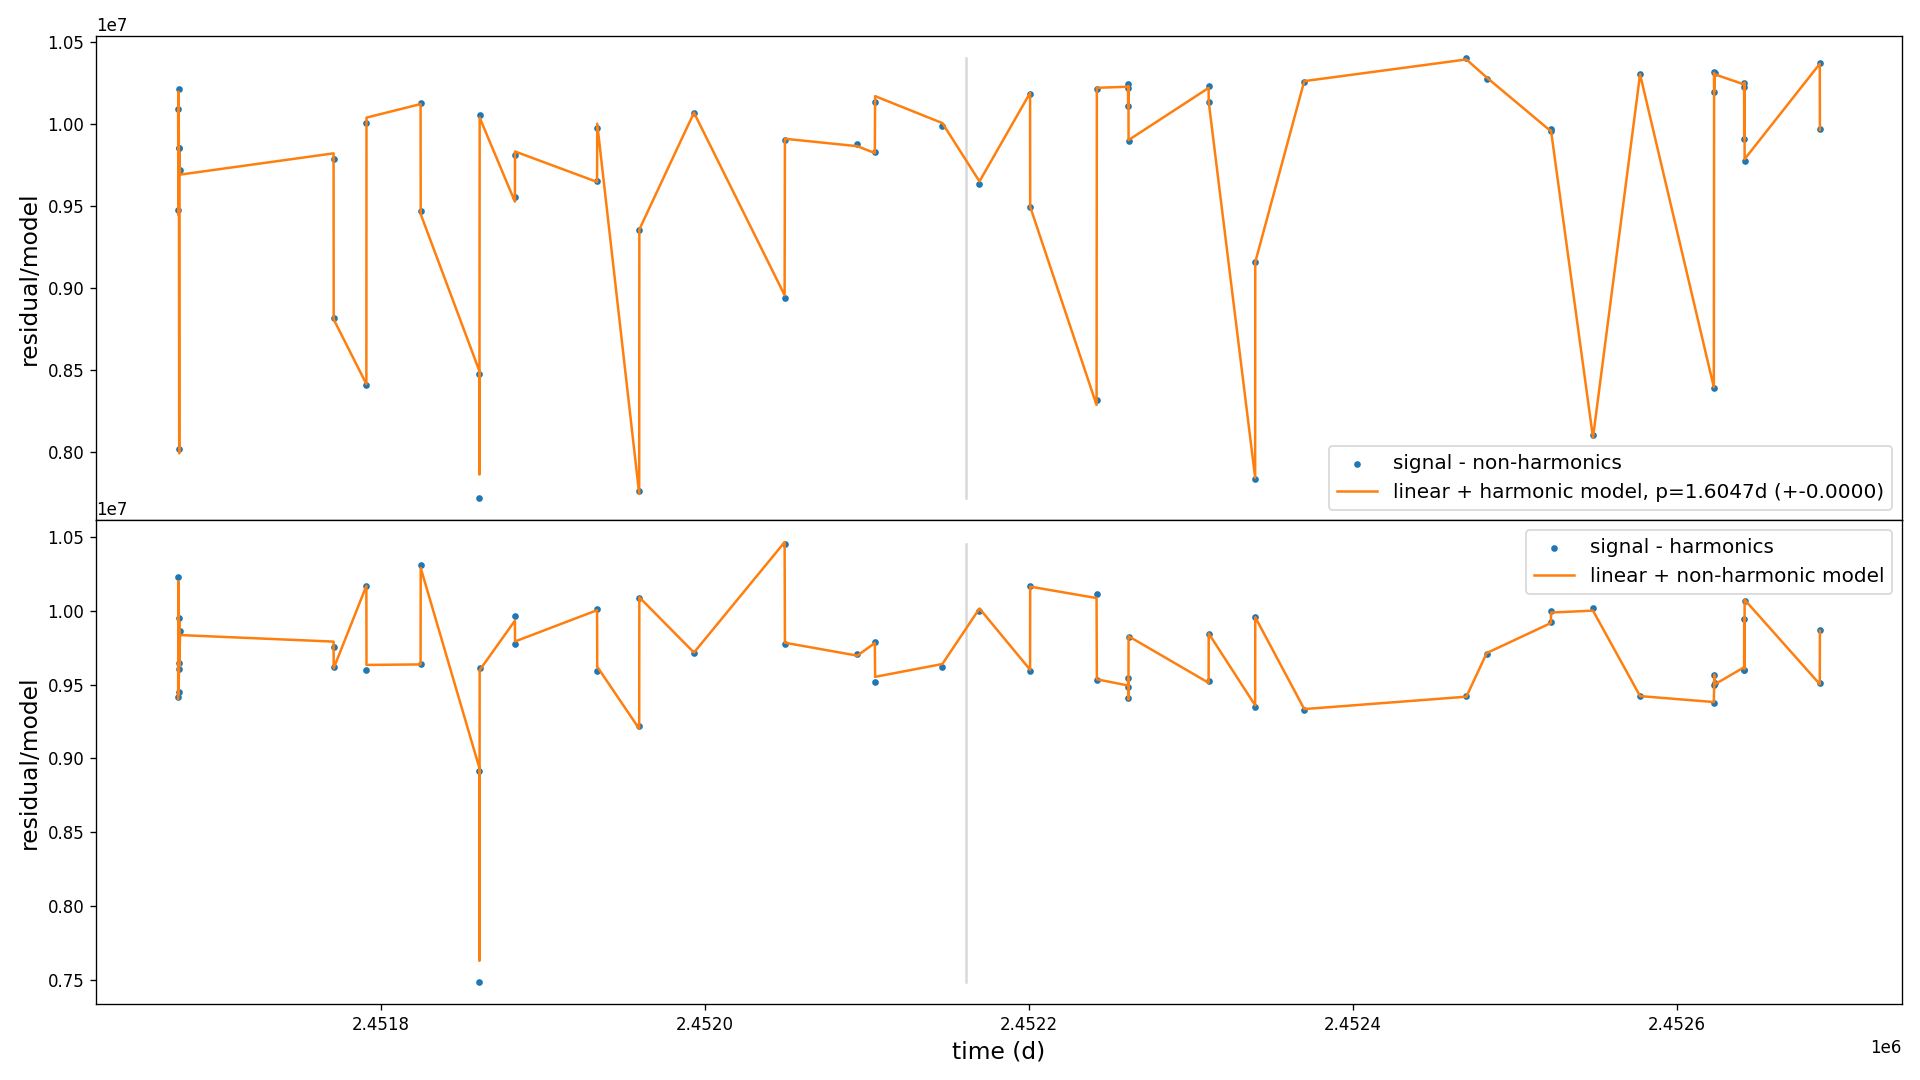 1e7
1.05
1.00
0.95
0.90
0.85
0.80
residual/model
signal - non-harmonics
linear + harmonic model, p=1.6047d (+-0.0000)
1e7
1.05
1.00
0.95
0.90
0.85
0.80
0.75
residual/model
signal - harmonics
linear + non-harmonic model
2.4518 2.4520 2.4522 2.4524 2.4526
1e6
time (d)